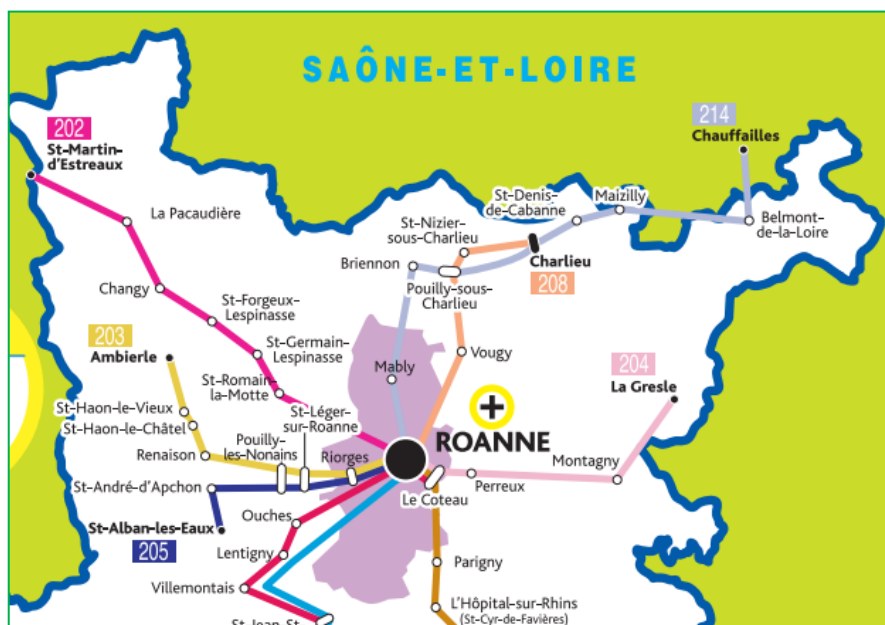 SAÔNE-ET-LOIRE
202
St-Martin-
d'Estreaux
214
Chauffailles
La Pacaudière
St-Denis-
de-Cabanne
Maizilly
Belmont-
de-la-Loire
St-Nizier-
sous-Charlieu
Briennon
Charlieu
208
Pouilly-sous-
Charlieu
Changy
St-Forgeux-
Lespinasse
203
Ambierle
St-Germain-
Lespinasse
Vougy
Mably
204
La Gresle
St-Romain-
la-Motte
St-Haon-le-Vieux
St-Haon-le-Châtel
St-Léger-
sur-Roanne
Pouilly-
les-Nonains
Renaison
Riorges
ROANNE
Montagny
Perreux
Le Coteau
St-André-d'Apchon
Ouches
St-Alban-les-Eaux
205
Lentigny
Parigny
Villemontais
L'Hôpital-sur-Rhins
(St-Cyr-de-Favières)
St-Jean-St-